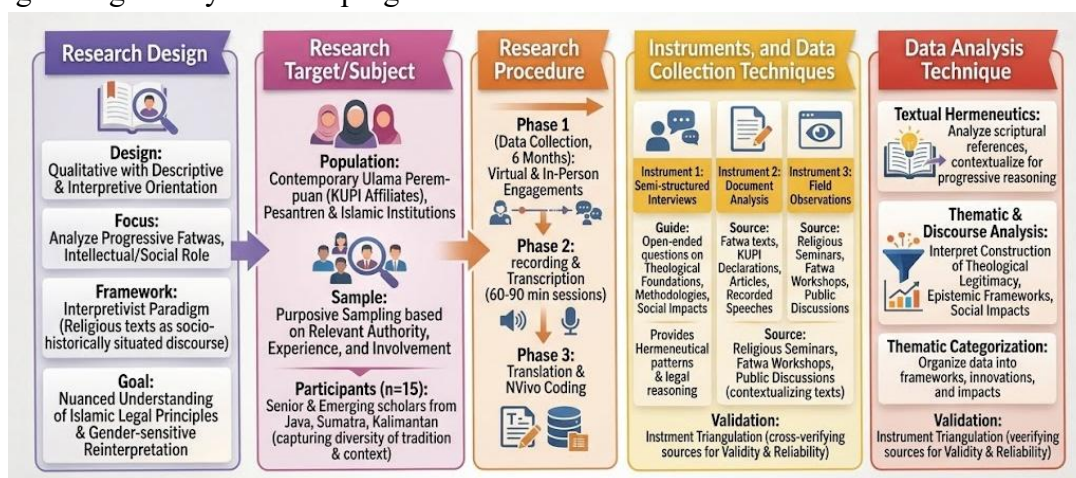 Research Design
Design:
Qualitative with Descriptive
& Interpretive Orientation
Focus:
Analyze Progressive Fatwas,
Intellectual/Social Role
Framework:
Interpretivist Paradigm
(Religious texts as socio-
historically situated discourse)
Goal:
Nuanced Understanding
of Islamic Legal Principles
& Gender-sensitive
Reinterpretation
Research
Target/Subject
Population:
Contemporary Ulama Perem-
puan (KUPI Affiliates),
Pesantren & Islamic Institutions
Sample:
Purposive Sampling based
on Relevant Authority,
Experience, and Involvement
Participants (n=15):
Senior & Emerging scholars from
Java, Sumatra, Kalimantan
(capturing diversity of tradition
& context)
Research
Procedure
Phase 1
(Data Collection,
6 Months):
Virtual & In-Person
Engagements
Phase 2:
recording &
Transcription
(60-90 min sessions)
Phase 3:
Translation &
NVivo Coding
Instruments, and Data
Collection Techniques
Instrument 1:
Semi-structured
Interviews
Guide:
Open-ended
questions on
Theological
Foundations,
Methodologies,
Social Impacts
Provides
Hermeneutical
patterns
& legal
reasoning
Instrument 2:
Document
Analysis
Source:
Fatwa texts,
KUPI
Declarations,
Articles,
Recorded
Speeches
Instrument 3:
Field
Observations
Source:
Religious
Seminars,
Fatwa
Workshops,
Public
Discussions
Source:
Religious Seminars,
Fatwa Workshops,
Public Discussions
(contextualizing texts)
Validation:
Instrment Triangulation (cross-verifying
sources for Validity & Reliability)
Data Analysis
Technique
Textual Hermeneutics:
Analyze scriptural
references,
contextualize for
progressive reasoning
Thematic &
Discourse Analysis:
Interpret Construction
of Theological
Legitimacy,
Epistemic Frameworks,
Social Impacts
Thematic Categorization:
Organize data into
frameworks, innovations,
and impacts
Validation:
Instrument Triangulation (veerifying
sources for Validity & Reliability)